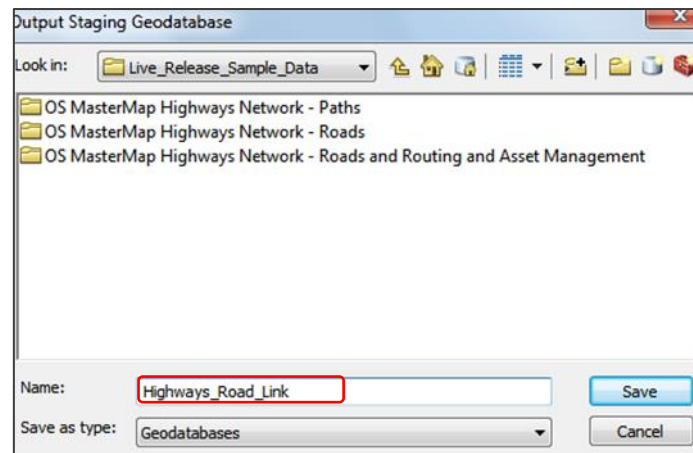 Output Staging Geodatabase
Look in: Live_Release_Sample_Data
OS MasterMap Highways Network - Paths
OS MasterMap Highways Network - Roads
OS MasterMap Highways Network - Roads and Routing and Asset Management
Name: Highways_Road_Link Save
Save as type: Geodatabases Cancel